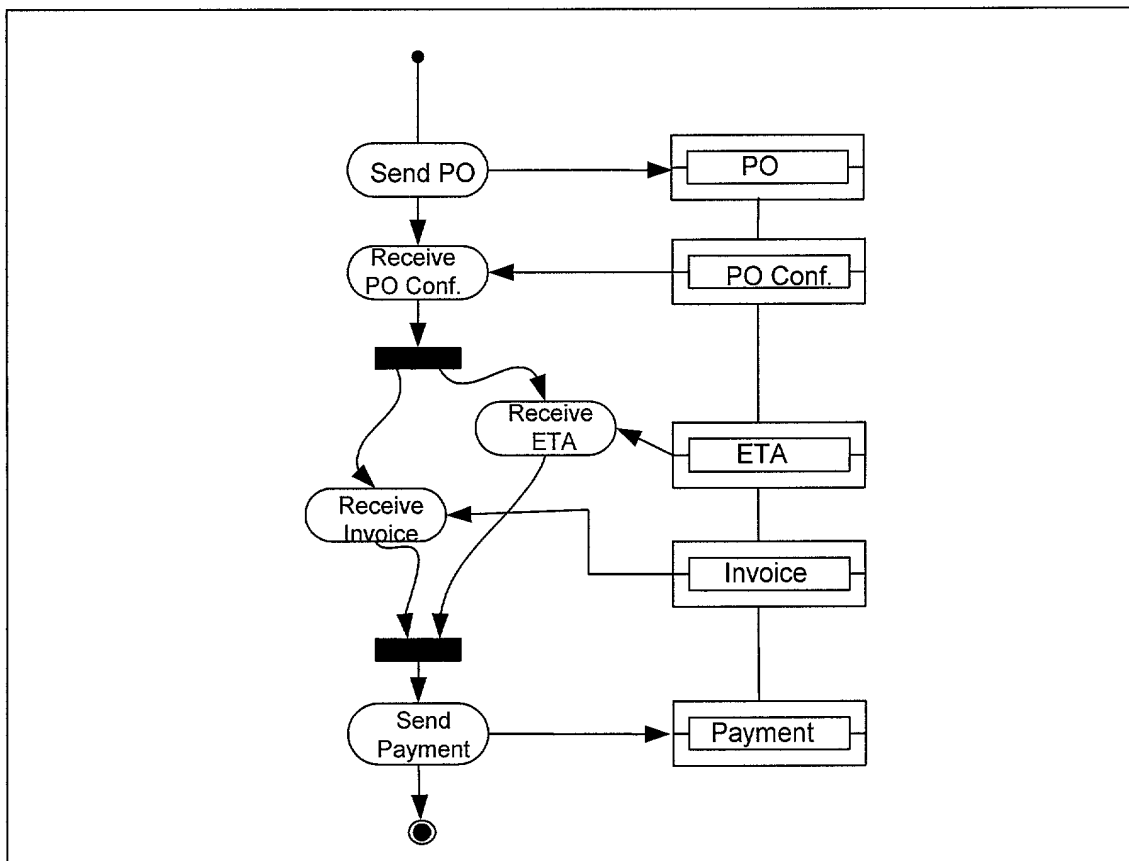 Send PO
PO
Receive
PO Conf.
PO Conf.
Receive
ETA
ETA
Receive
Invoice
Invoice
Send
Payment
Payment